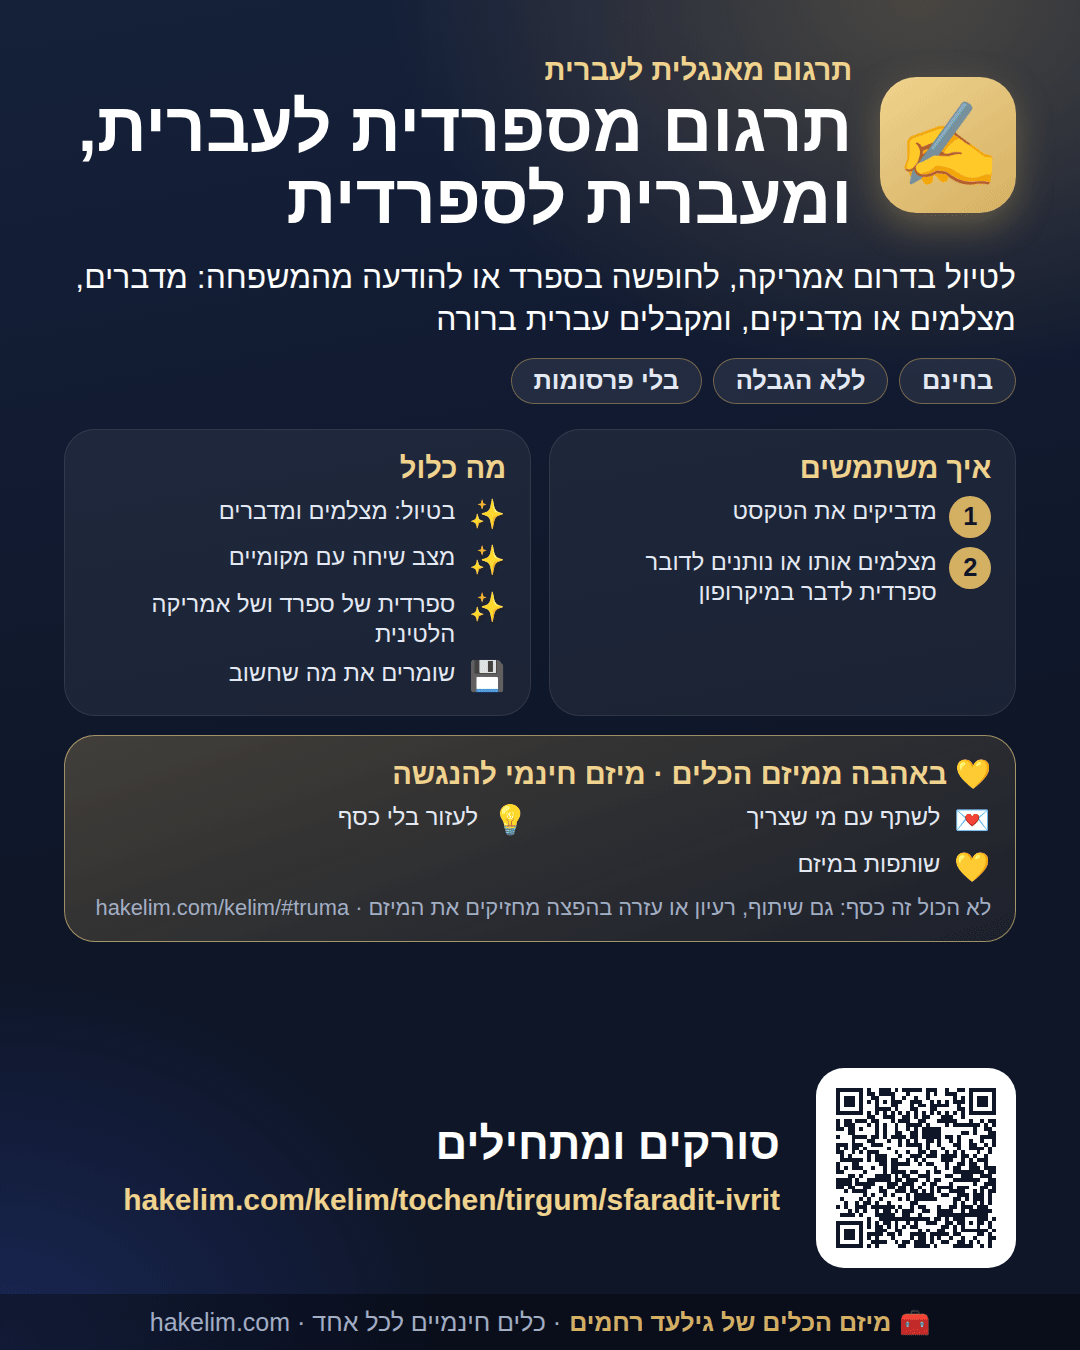 תרגום מאנגלית לעברית
תרגום מספרדית לעברית,
ומעברית לספרדית
לטיול בדרום אמריקה, לחופשה בספרד או להודעה מהמשפחה: מדברים,
מצלמים או מדביקים, ומקבלים עברית ברורה
בחינם
ללא הגבלה
בלי פרסומות
איך משתמשים
1 מדביקים את הטקסט
2 מצלמים אותו או נותנים לדובר
ספרדית לדבר במיקרופון
מה כלול
בטיול: מצלמים ומדברים
מצב שיחה עם מקומיים
ספרדית של ספרד ושל אמריקה
הלטינית
שומרים את מה שחשוב
באהבה ממיזם הכלים · מיזם חינמי להנגשה
לשתף עם מי שצריך
לעזור בלי כסף
שותפות במיזם
לא הכול זה כסף: גם שיתוף, רעיון או עזרה בהפצה מחזיקים את המיזם · hakelim.com/kelim/#truma
סורקים ומתחילים
hakelim.com/kelim/tochen/tirgum/sfaradit-ivrit
מיזם הכלים של גילעד רחמים · כלים חינמיים לכל אחד · hakelim.com